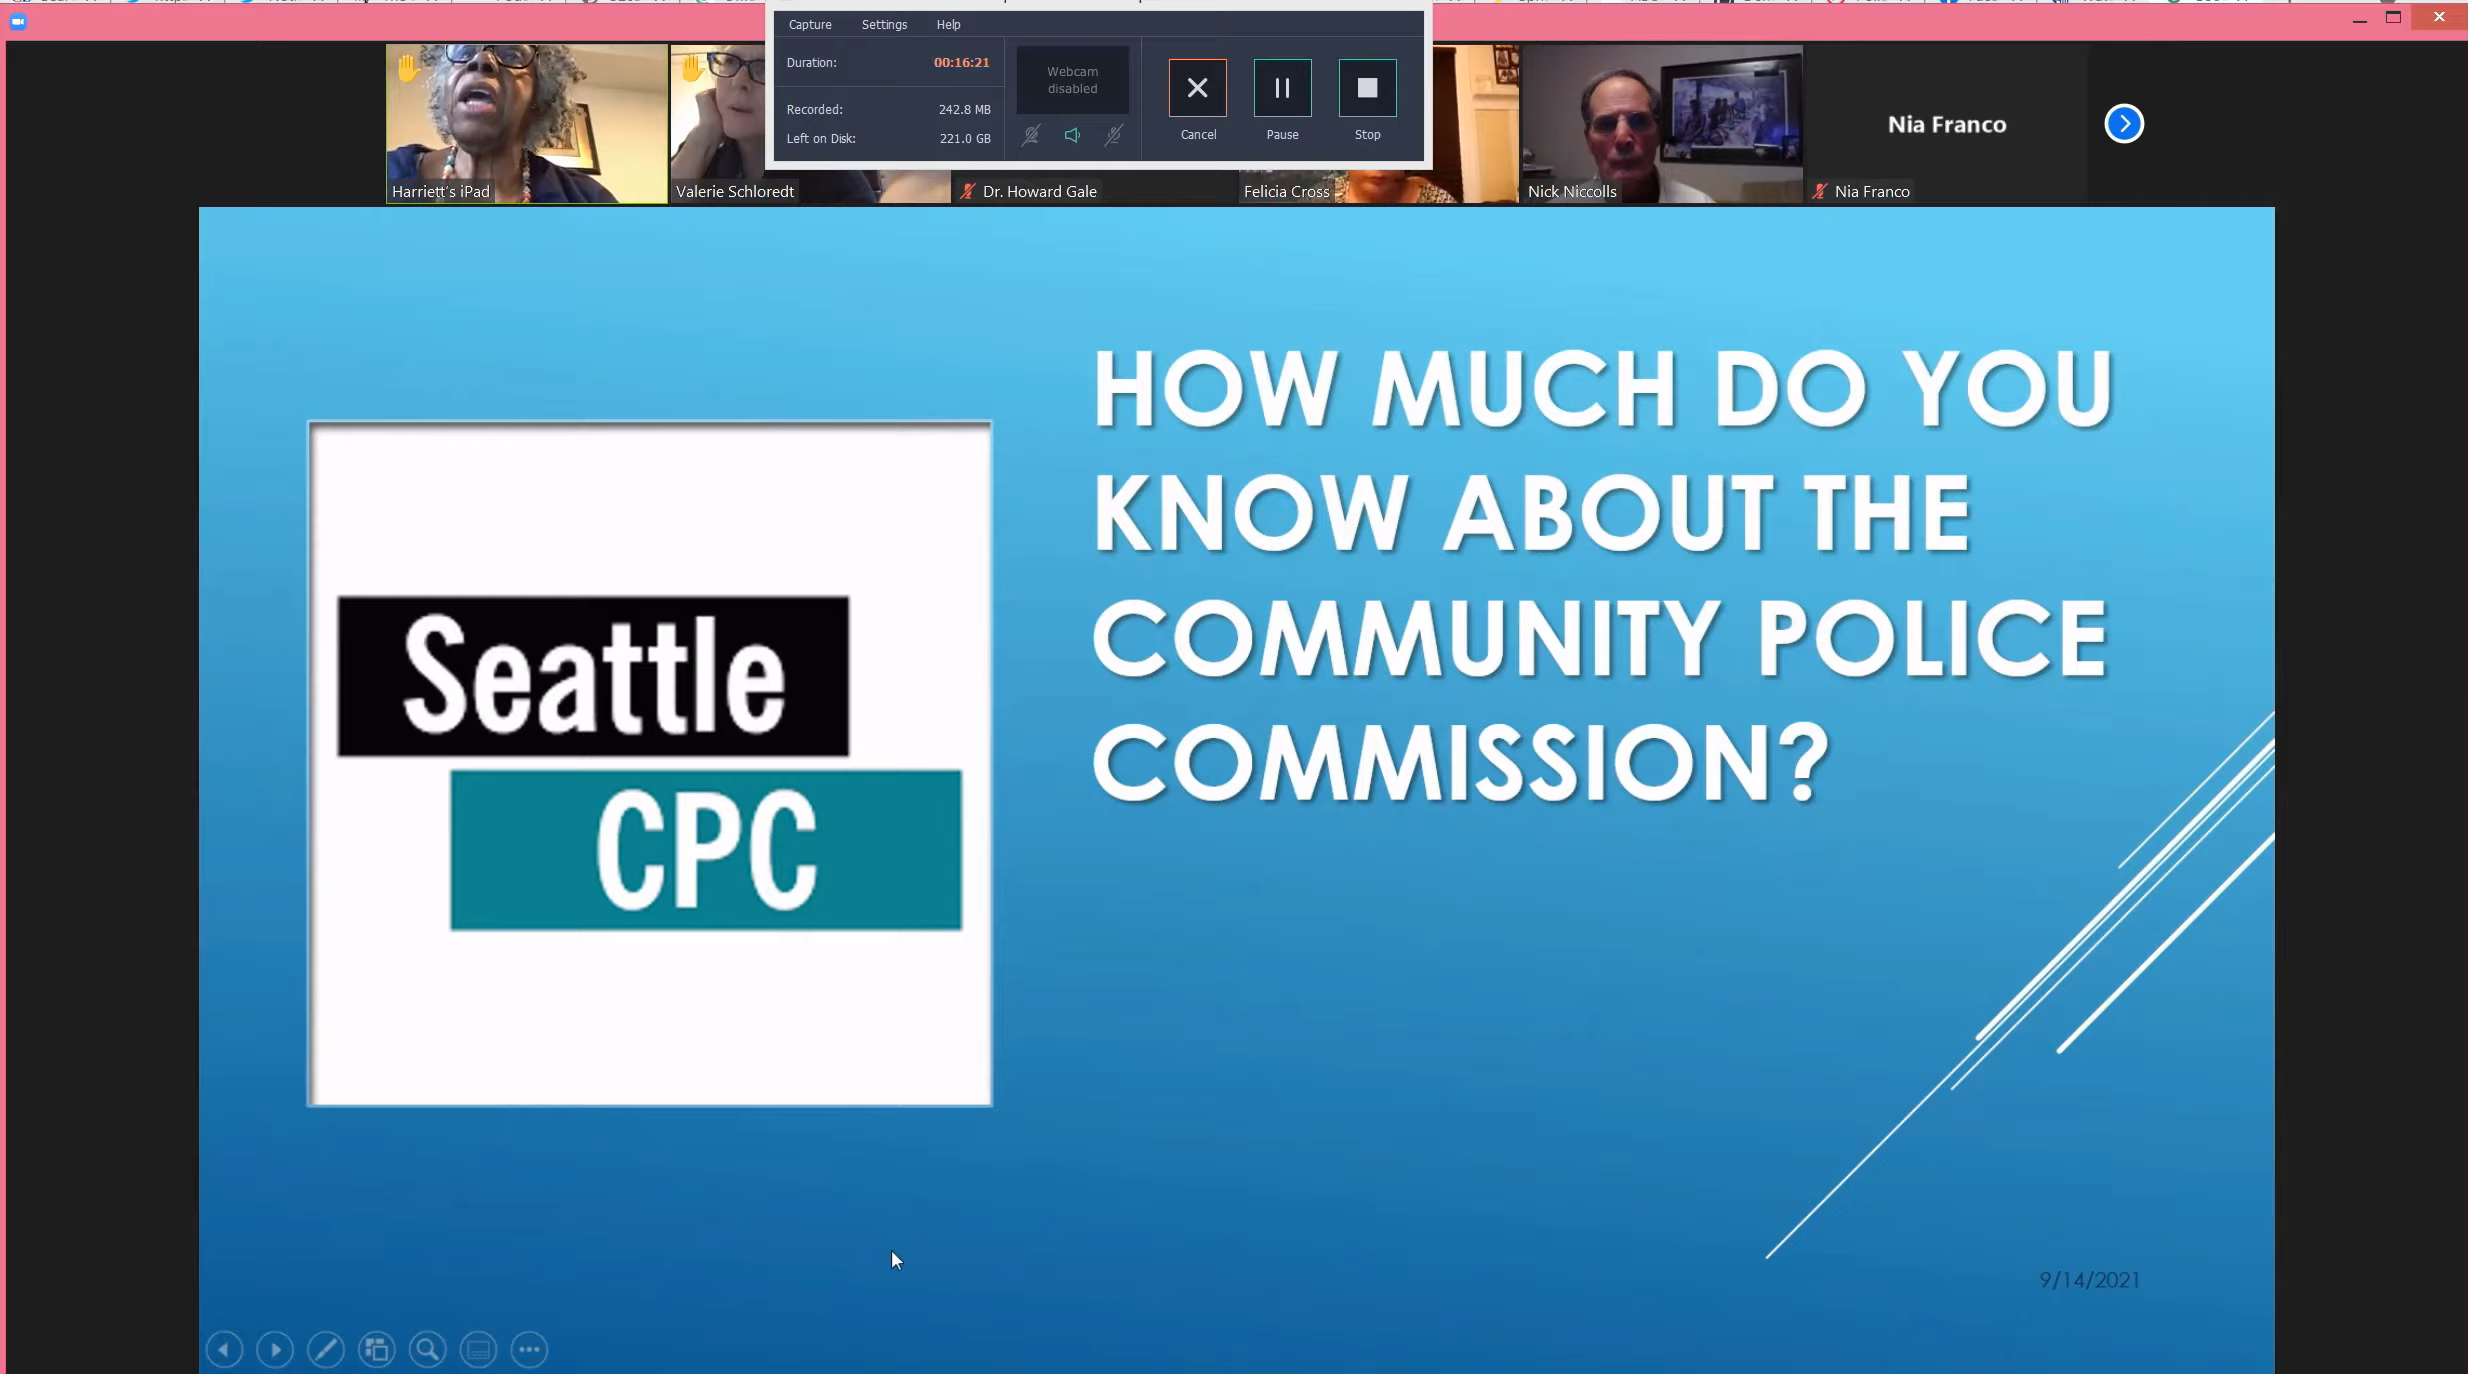 Capture Settings Help
Duration: 00:16:21
Webcam
disabled
Recorded: 242.8 MB
Left on Disk: 221.0 GB
Cancel Pause Stop
Nia Franco
Harriett's iPad
Valerie Schloredt
Dr. Howard Gale
Felicia Cross
Nick Niccolls
Nia Franco
HOW MUCH DO YOU
KNOW ABOUT THE
COMMUNITY POLICE
COMMISSION?
Seattle
CPC
9/14/2021